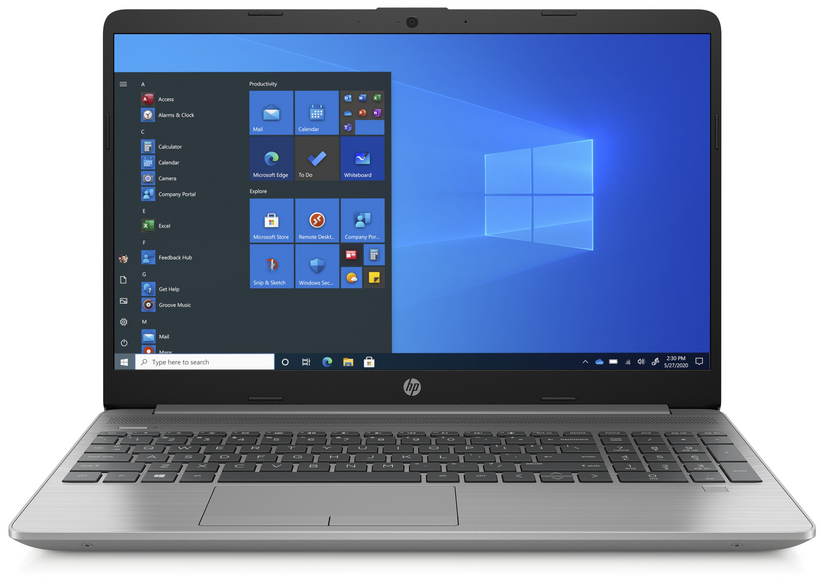 A
Access
Alarms & Clock
C
Calculator
Calendar
Camera
Company Portal
E
Excel
F
Feedback Hub
G
Get Help
Groove Music
M
Mail
Maps
Productivity
Mail
Calendar
Microsoft Edge
To Do
Whiteboard
Explore
Microsoft Store
Remote Deskt...
Company Por...
Snip & Sketch
Windows Sec...
Type here to search
2:30 PM
5/27/2020
hp